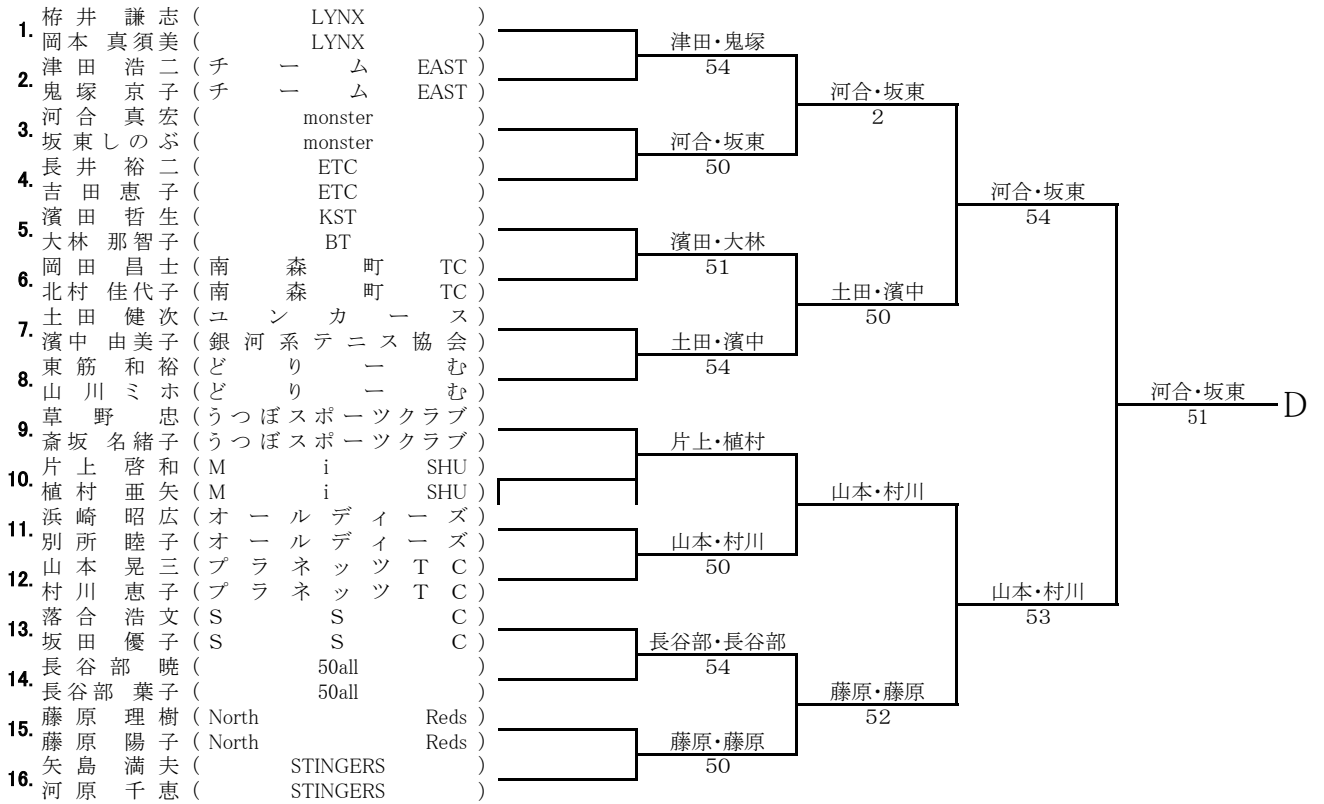 1. 栫井 謙志 ( LYNX )
岡本 真須美 ( LYNX )
2. 津田 浩二 ( チーム EAST )
鬼塚 京子 ( チーム EAST )
3. 河合 真宏 ( monster )
坂東しのぶ ( monster )
4. 長井 裕二 ( ETC )
吉田恵子 ( ETC )
5. 濱田 哲生 ( KST )
大林 那智子 ( BT )
6. 岡田 昌士 ( 南森町 TC )
北村 佳代子 ( 南森町 TC )
7. 土田 健次 ( ユンカース )
濱中 由美子 ( 銀河系テニス協会 )
8. 東筋 和裕 ( どりーむ )
山川ミホ ( どりーむ )
9. 草野 忠 ( うつぼスポーツクラブ )
斎坂 名緒子 ( うつぼスポーツクラブ )
10. 片上 啓和 ( M i SHU )
植村 亜矢 ( M i SHU )
11. 浜崎 昭広 ( オールディーズ )
別所 睦子 ( オールディーズ )
12. 山本 晃三 ( プラネッツTC )
村川 恵子 ( プラネッツTC )
13. 落合 浩文 ( S S C )
坂田 優子 ( S S C )
14. 長谷部 暁 ( 50all )
長谷部 葉子 ( 50all )
15. 藤原 理樹 ( North Reds )
藤原 陽子 ( North Reds )
16. 矢島 満夫 ( STINGERS )
河原 千恵 ( STINGERS )
津田・鬼塚
54
河合・坂東
50
濱田・大林
51
土田・濱中
54
片上・植村
山本・村川
50
長谷部・長谷部
54
藤原・藤原
50
河合・坂東
2
土田・濱中
50
山本・村川
藤原・藤原
52
河合・坂東
54
山本・村川
53
河合・坂東
51
D